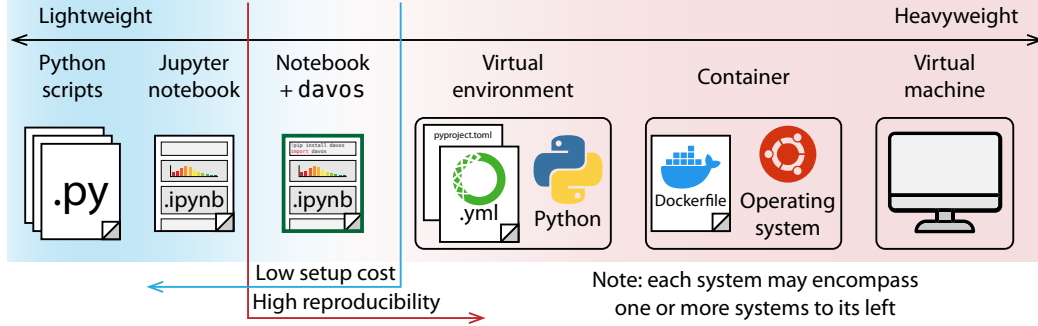 Lightweight
Heavyweight
Python
scripts
Jupyter
notebook
Notebook
+ davos
Virtual
environment
Container
Virtual
machine
.py
.ipynb
!pip install davos
import davos
.ipynb
pyproject.toml
.yml
Python
Dockerfile
Operating
system
Low setup cost
High reproducibility
Note: each system may encompass
one or more systems to its left